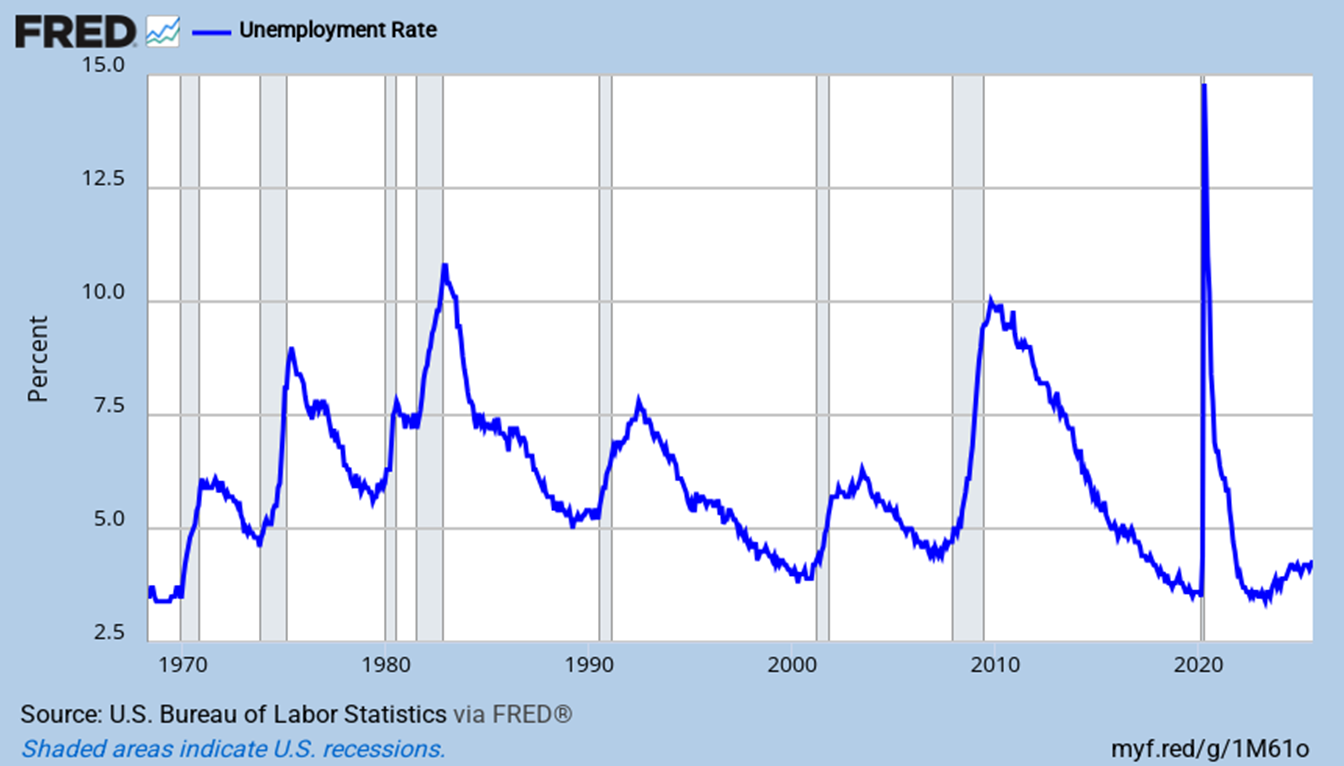 FRED
Unemployment Rate
15.0
12.5
10.0
7.5
5.0
2.5
Percent
1970 1980 1990 2000 2010 2020
Source: U.S. Bureau of Labor Statistics via FRED®
Shaded areas indicate U.S. recessions.
myf.red/g/1M61o